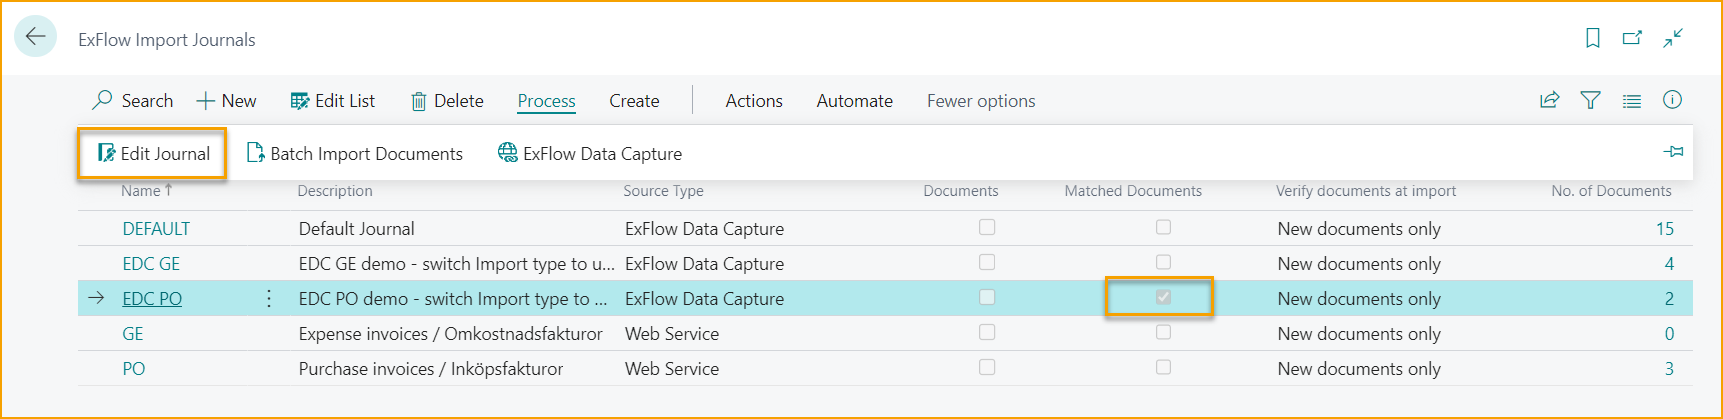 ExFlow Import Journals
Search New Edit List Delete Process Create Actions Automate Fewer options
Edit Journal Batch Import Documents ExFlow Data Capture
Name ↑ Description Source Type Documents Matched Documents Verify documents at import No. of Documents
DEFAULT Default Journal ExFlow Data Capture New documents only 15
EDC GE EDC GE demo - switch Import type to u... ExFlow Data Capture New documents only 4
EDC PO EDC PO demo - switch Import type to ... ExFlow Data Capture New documents only 2
GE Expense invoices / Omkostnadsfakturor Web Service New documents only 0
PO Purchase invoices / Inköpsfakturor Web Service New documents only 3